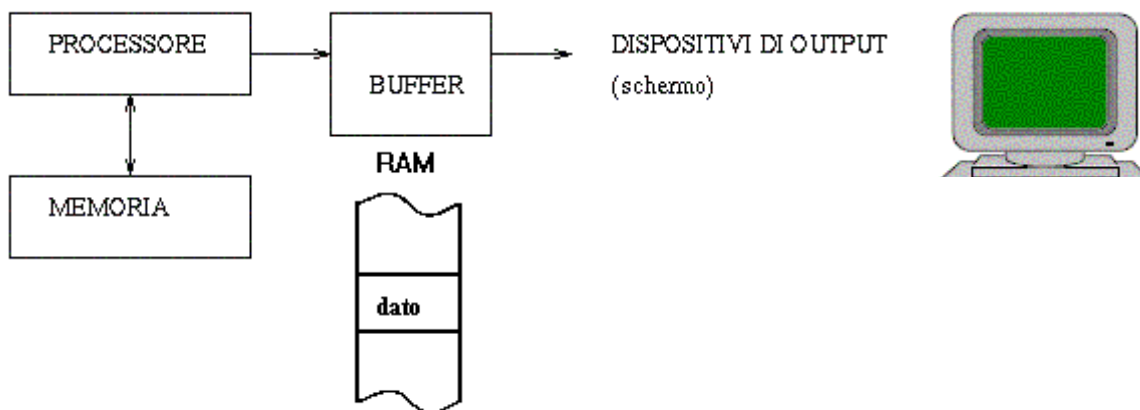 PROCESSORE
BUFFER
DISPOSITIVI DI OUTPUT
(schermo)
RAM
MEMORIA
dato